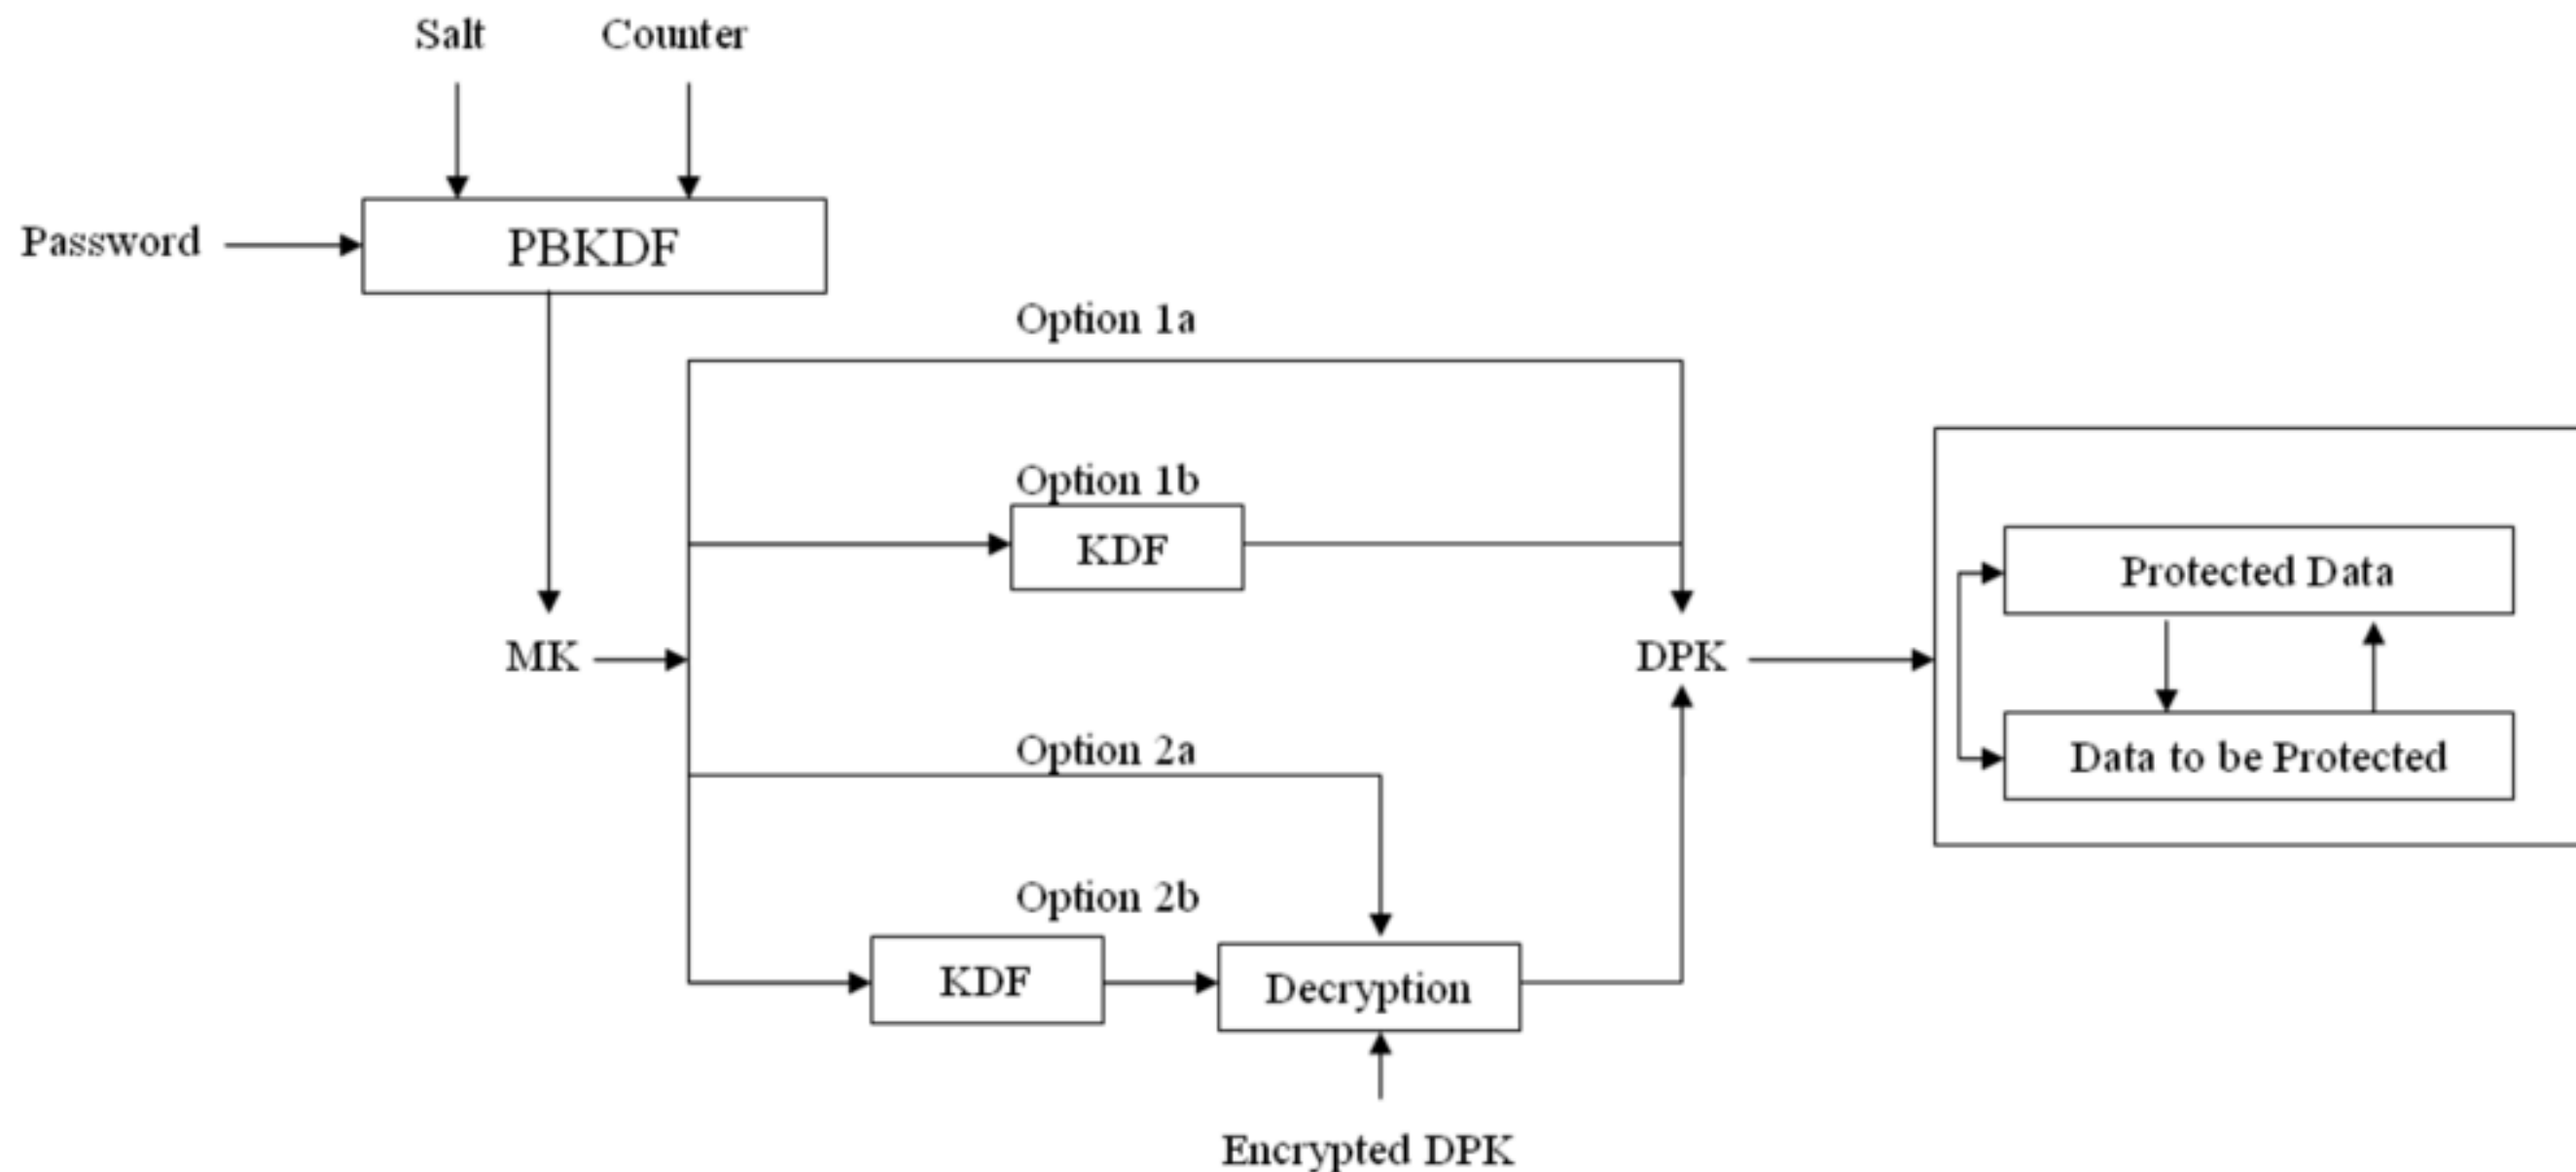 Salt
Counter
Password
PBKDF
Option 1a
Option 1b
KDF
MK
DPK
Protected Data
Data to be Protected
Option 2a
Option 2b
KDF
Decryption
Encrypted DPK